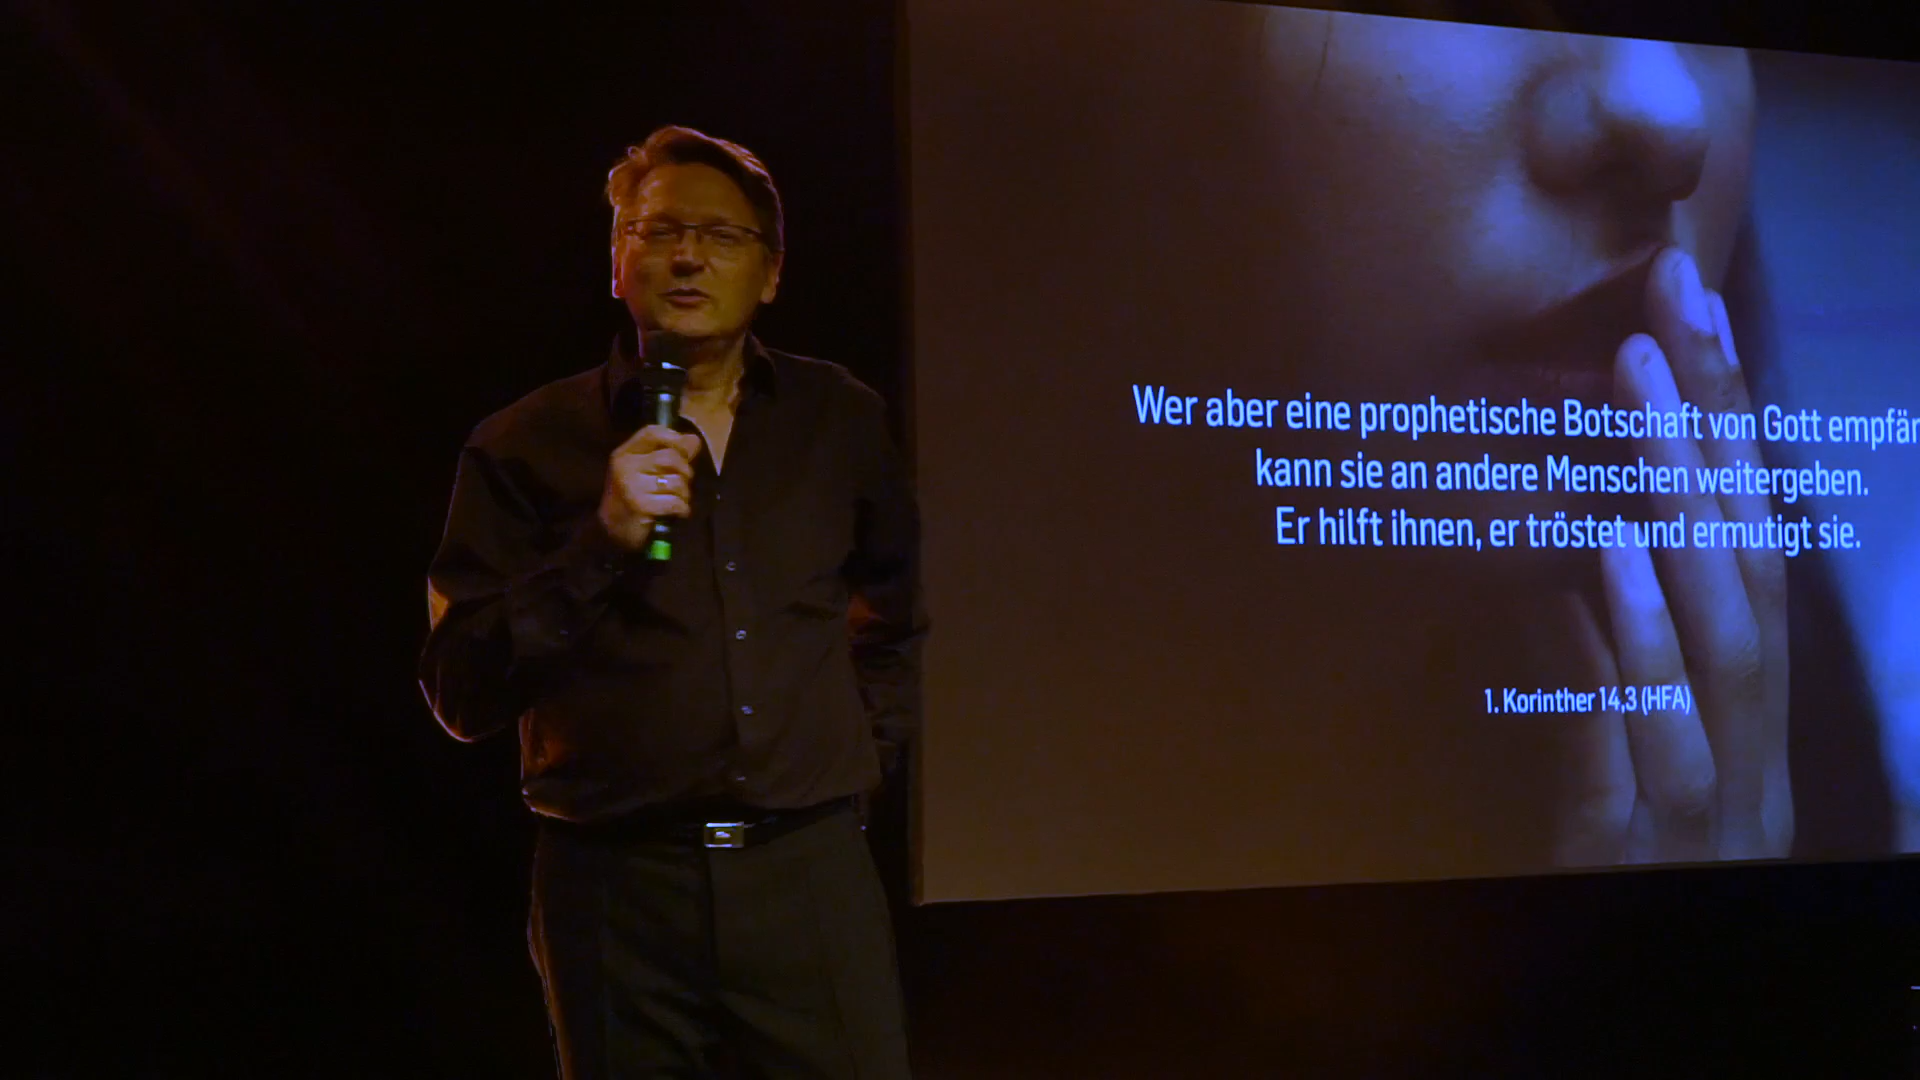 Wer aber eine prophetische Botschaft von Gott
kann sie an andere Menschen weitergeben.
Er hilft ihnen, er tröstet und ermutigt sie.
1. Korinther 14,3 (HFA)